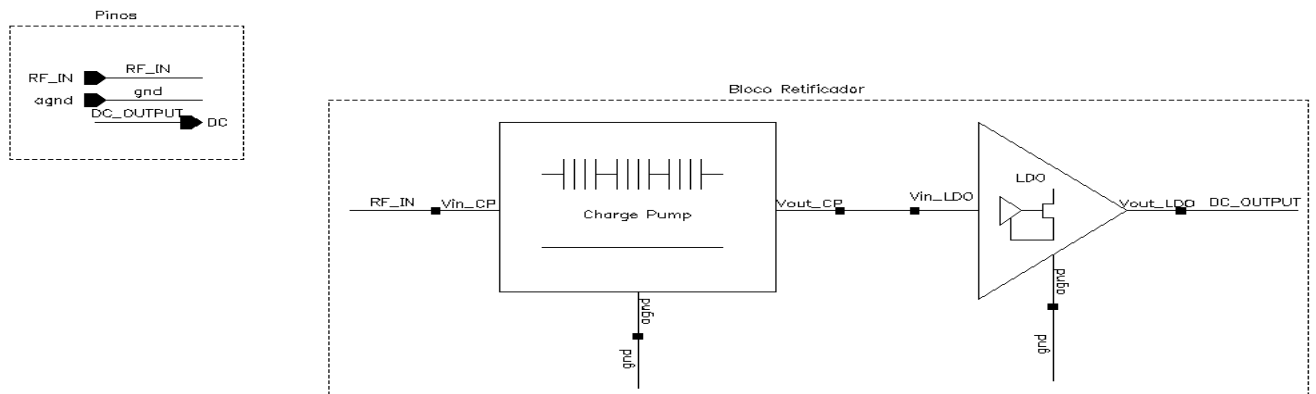 Pinos
RF_IN RF_IN
agnd gnd
DC_OUTPUT DC
Bloco Retificador
RF_IN Vin_CP Charge Pump Vout_CP Vin_LDO LDO Vout_LDO DC_OUTPUT
agnd agnd
gnd gnd